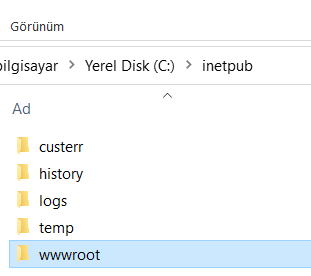 Görünüm
bilgisayar > Yerel Disk (C:) > inetpub
Ad
custerr
history
logs
temp
wwwroot